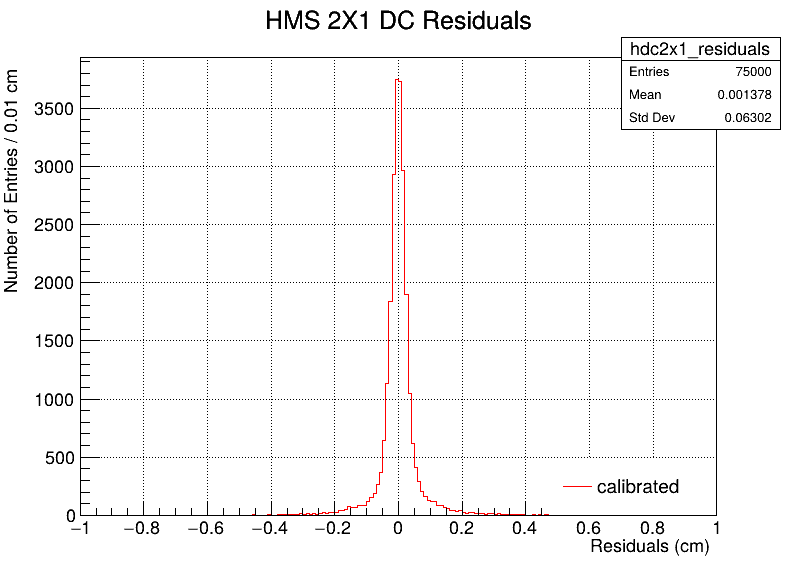 HMS 2X1 DC Residuals
hdc2x1_residuals
Entries 75000
Mean 0.001378
Std Dev 0.06302
Number of Entries / 0.01 cm
3500
3000
2500
2000
1500
1000
500
0
calibrated
−1 −0.8 −0.6 −0.4 −0.2 0 0.2 0.4 0.6 0.8 1
Residuals (cm)